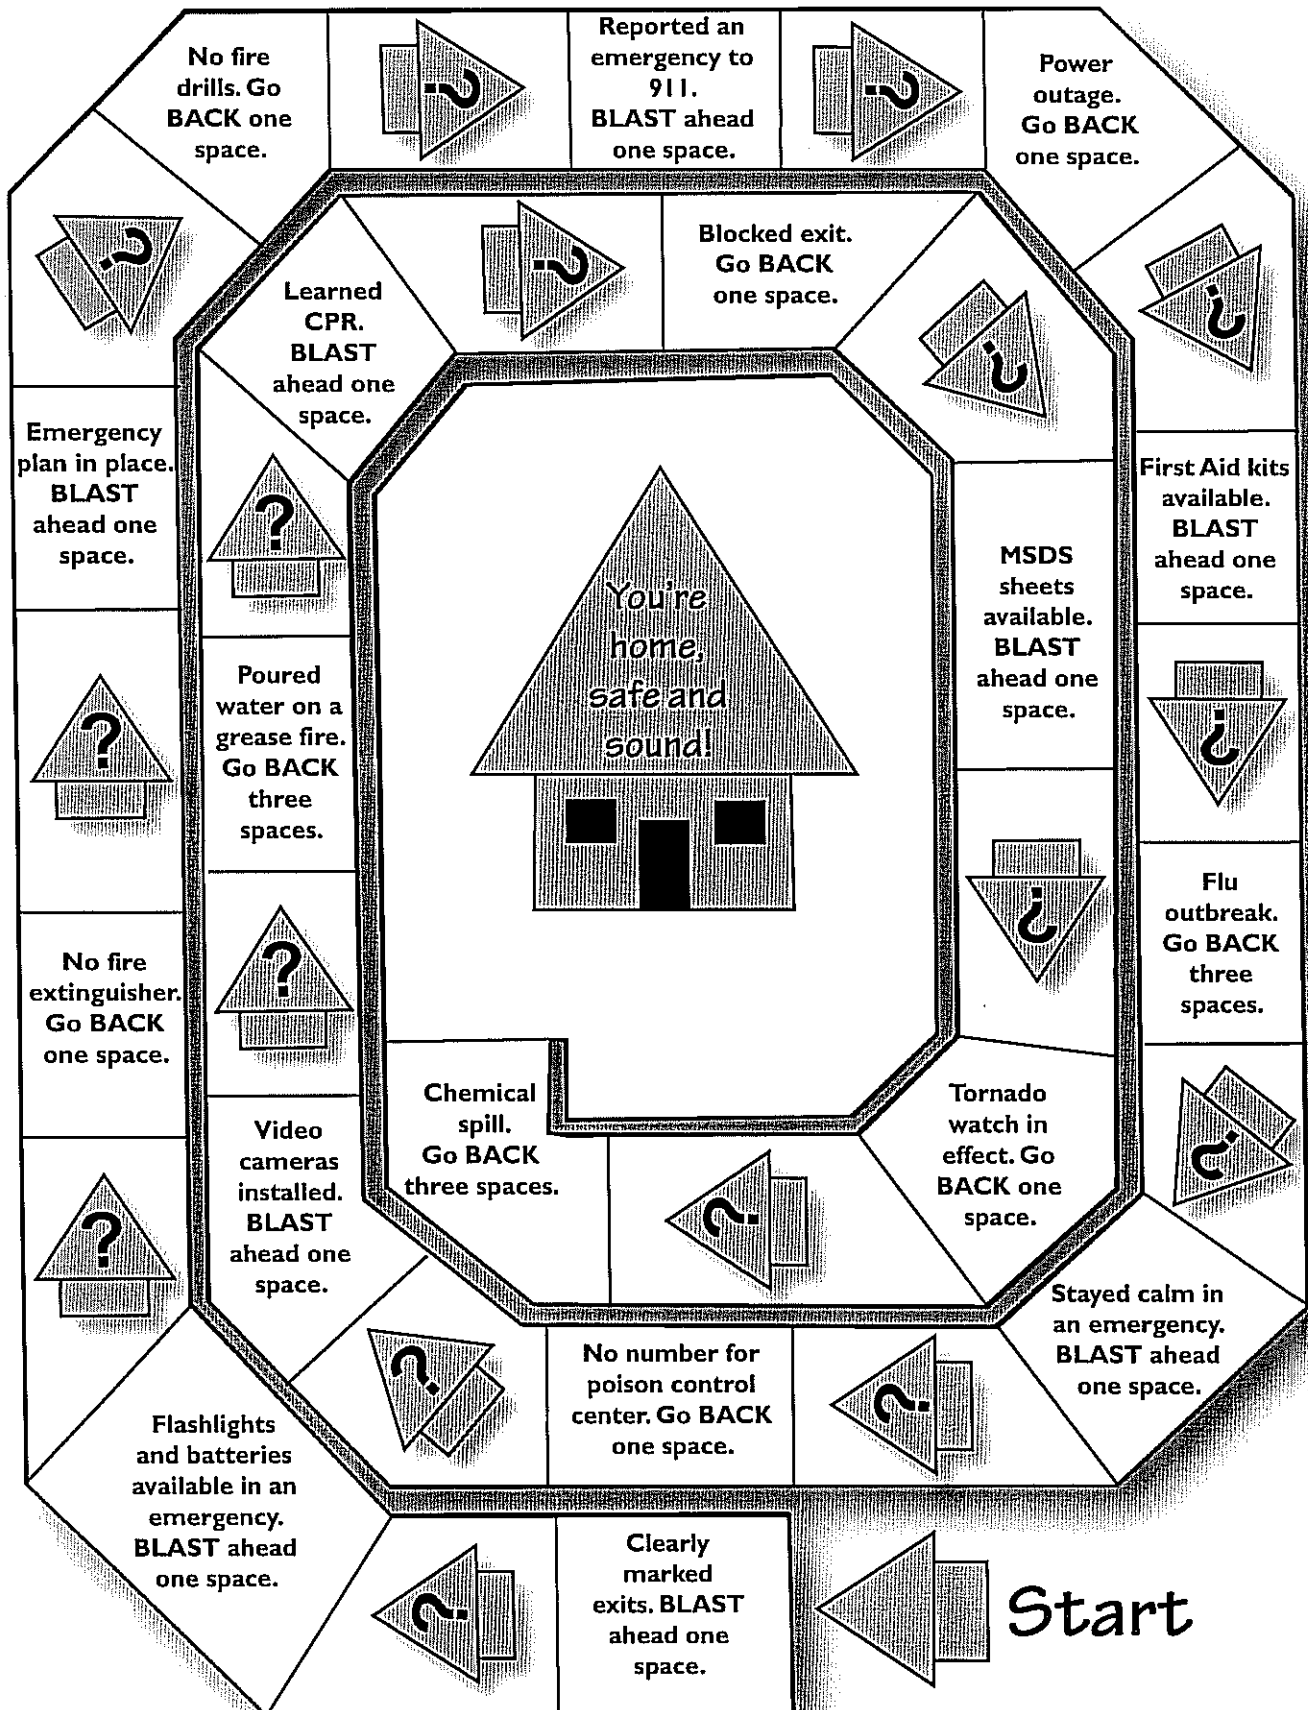 No fire
drills. Go
BACK one
space.
?
Reported an
emergency to
911.
BLAST ahead
one space.
?
Power
outage.
Go BACK
one space.
?
Learned
CPR.
BLAST
ahead one
space.
?
Blocked exit.
Go BACK
one space.
?
?
Emergency
plan in place.
BLAST
ahead one
space.
?
MSDS
sheets
available.
BLAST
ahead one
space.
First Aid kits
available.
BLAST
ahead one
space.
You're
home,
safe and
sound!
?
Poured
water on a
grease fire.
Go BACK
three
spaces.
?
No fire
extinguisher.
Go BACK
one space.
?
?
Flu
outbreak.
Go BACK
three
spaces.
?
Video
cameras
installed.
BLAST
ahead one
space.
Chemical
spill.
Go BACK
three spaces.
?
Tornado
watch in
effect. Go
BACK one
space.
?
Flashlights
and batteries
available in an
emergency.
BLAST ahead
one space.
?
No number for
poison control
center. Go BACK
one space.
?
Stayed calm in
an emergency.
BLAST ahead
one space.
?
Clearly
marked
exits. BLAST
ahead one
space.
Start